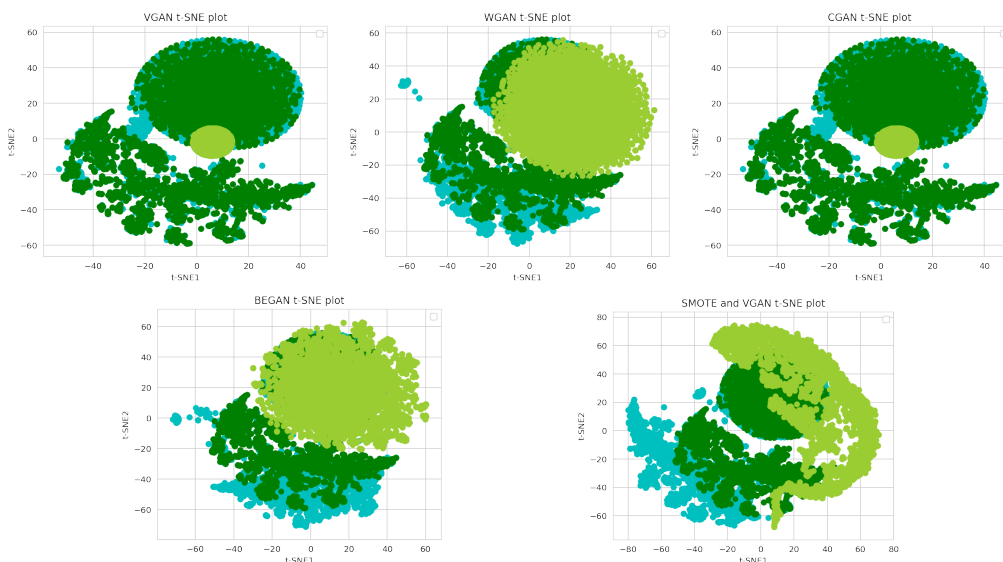 VGAN t-SNE plot
60
40
20
0
−20
−40
−60
t-SNE2
−40 −20 0 20 40
t-SNE1
WGAN t-SNE plot
60
40
20
0
−20
−40
−60
t-SNE2
−60 −40 −20 0 20 40 60
t-SNE1
CGAN t-SNE plot
60
40
20
0
−20
−40
−60
t-SNE2
−40 −20 0 20 40
t-SNE1
BEGAN t-SNE plot
60
40
20
0
−20
−40
−60
t-SNE2
−60 −40 −20 0 20 40 60
t-SNE1
SMOTE and VGAN t-SNE plot
80
60
40
20
0
−20
−40
−60
t-SNE2
−80 −60 −40 −20 0 20 40 60 80
t-SNE1